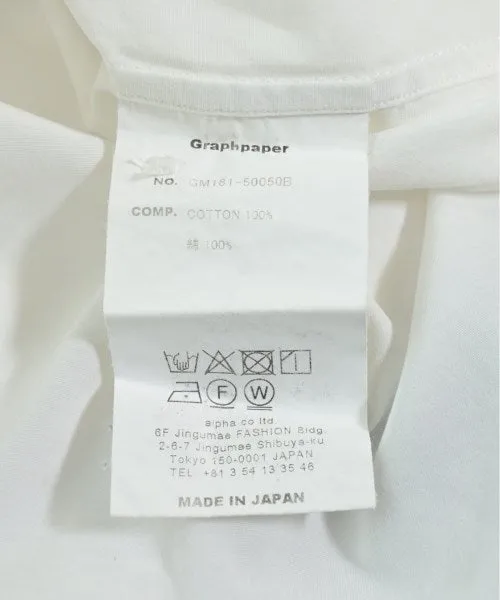 Graphpaper
NO. GM181-50050B
COMP. COTTON 100%
綿 100%
F W
alpha co ltd.
6F Jingumae FASHION Bldg.
2-6-7 Jingumae Shibuya-ku
Tokyo 150-0001 JAPAN
TEL +81 3 54 13 35 46
MADE IN JAPAN